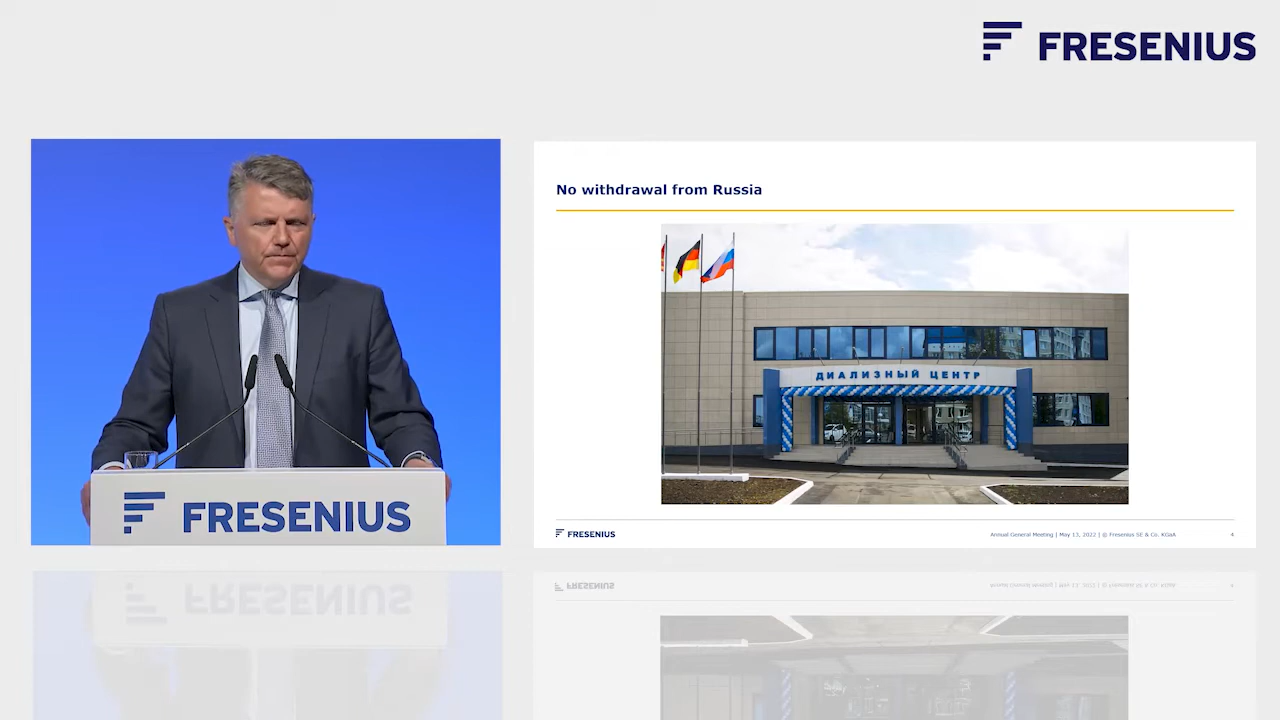 FRESENIUS
No withdrawal from Russia
ДИАЛИЗНЫЙ ЦЕНТР
FRESENIUS
FRESENIUS
Annual General Meeting | May 13, 2022 | © Fresenius SE & Co. KGaA
4